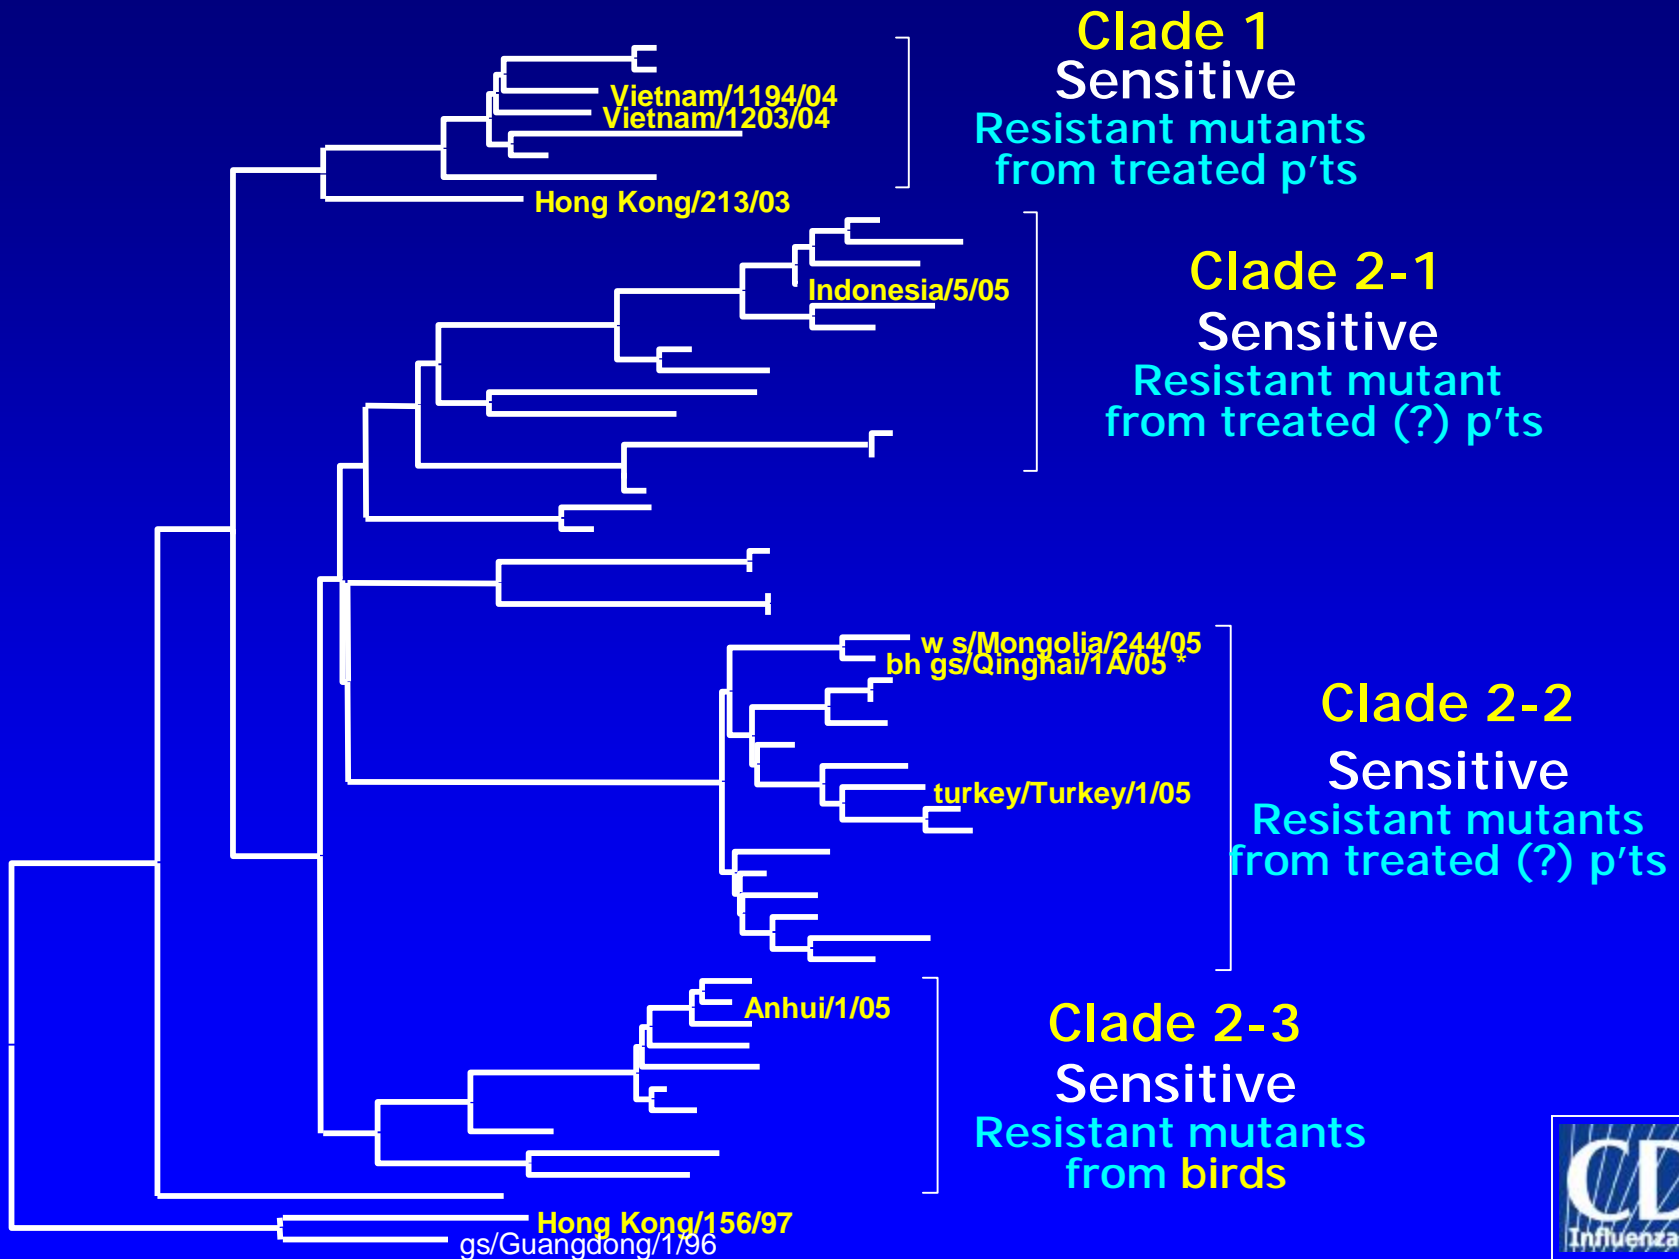 Clade 1
Sensitive
Resistant mutants
from treated p'ts
Vietnam/1194/04
Vietnam/1203/04
Hong Kong/213/03
Clade 2-1
Sensitive
Resistant mutant
from treated (?) p'ts
Indonesia/5/05
w s/Mongolia/244/05
bh gs/Qinghai/1A/05 *
turkey/Turkey/1/05
Clade 2-2
Sensitive
Resistant mutants
from treated (?) p'ts
Anhui/1/05
Clade 2-3
Sensitive
Resistant mutants
from birds
Hong Kong/156/97
gs/Guangdong/1/96
CD
Influenza